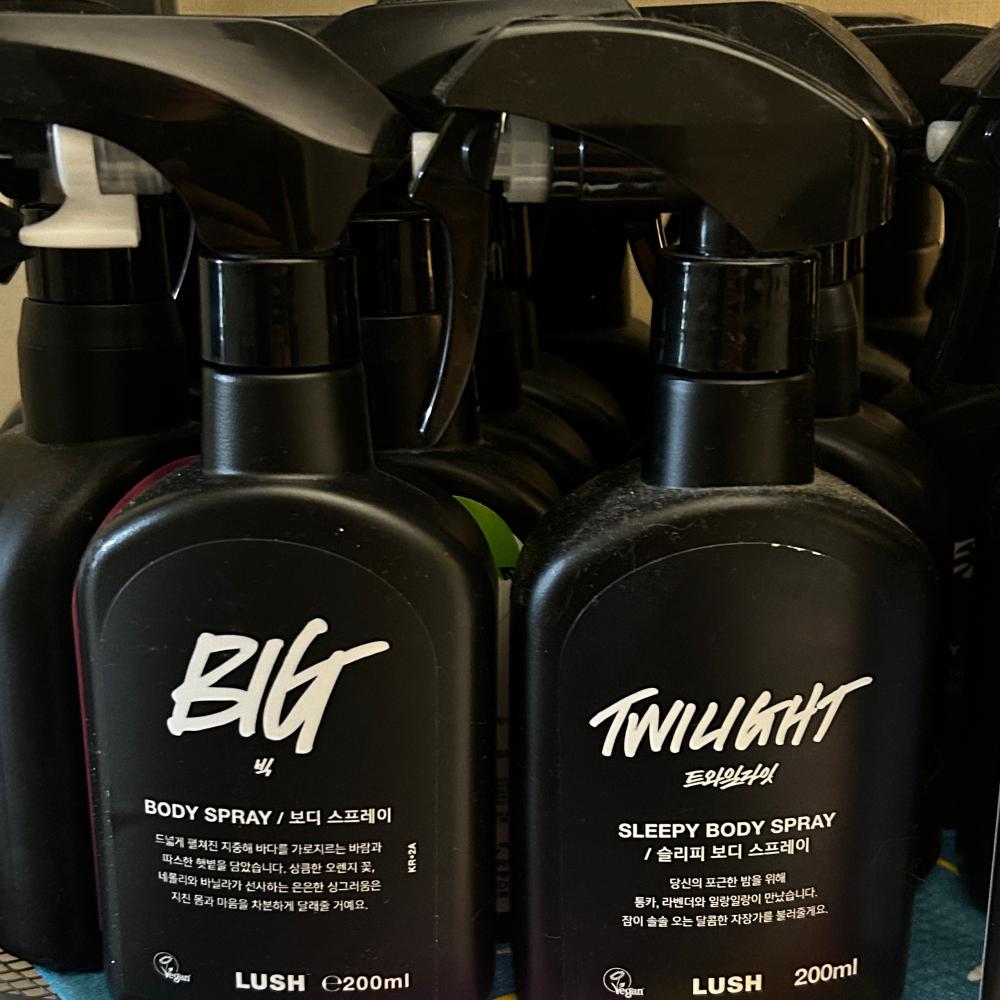 BIG
빅
BODY SPRAY / 보디 스프레이
드넓게 펼쳐진 지중해 바다를 가로지르는 바람과
따스한 햇볕을 담았습니다. 상큼한 오렌지 꽃,
네롤리와 바닐라가 선사하는 은은한 싱그러움은
지친 몸과 마음을 차분하게 달래줄 거예요.
KR•2A
Vegan
LUSH ℮200ml
TWILIGHT
트와일라잇
SLEEPY BODY SPRAY
/ 슬리피 보디 스프레이
당신의 포근한 밤을 위해
통카, 라벤더와 일랑일랑이 만났습니다.
잠이 솔솔 오는 달콤한 자장가를 불러줄게요.
Vegan
LUSH 200ml